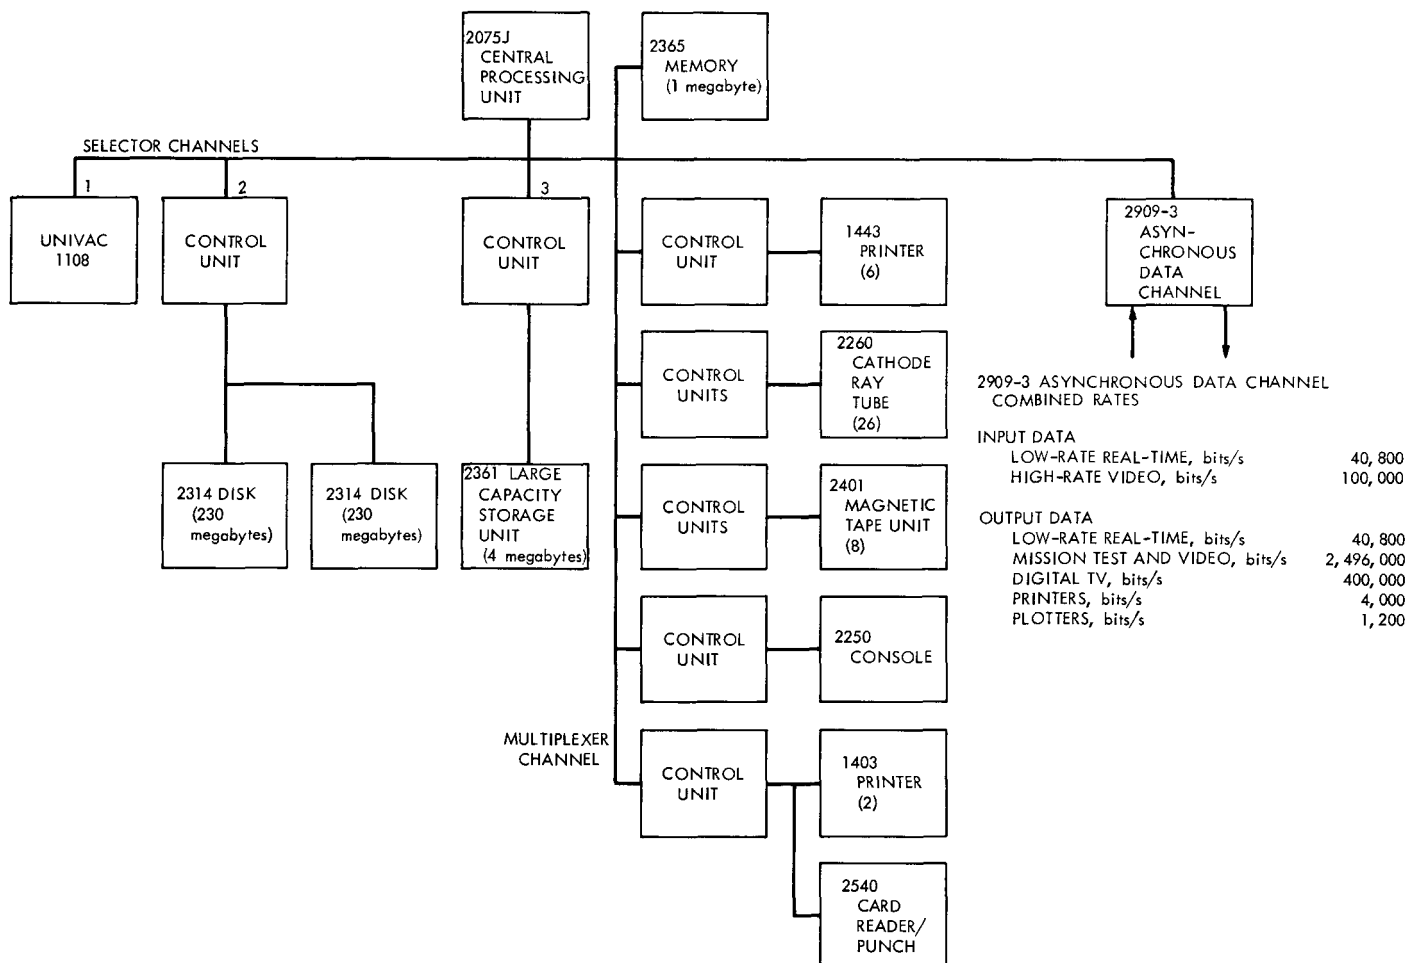 2075J
CENTRAL
PROCESSING
UNIT
2365
MEMORY
(1 megabyte)
SELECTOR CHANNELS
1
2
3
UNIVAC
1108
CONTROL
UNIT
CONTROL
UNIT
CONTROL
UNIT
1443
PRINTER
(6)
2909-3
ASYN-
CHRONOUS
DATA
CHANNEL
CONTROL
UNITS
2260
CATHODE
RAY
TUBE
(26)
2314 DISK
(230
megabytes)
2314 DISK
(230
megabytes)
2361 LARGE
CAPACITY
STORAGE
UNIT
(4 megabytes)
CONTROL
UNITS
2401
MAGNETIC
TAPE UNIT
(8)
CONTROL
UNIT
2250
CONSOLE
MULTIPLEXER
CHANNEL
CONTROL
UNIT
1403
PRINTER
(2)
2540
CARD
READER/
PUNCH
2909-3 ASYNCHRONOUS DATA CHANNEL
COMBINED RATES
INPUT DATA
LOW-RATE REAL-TIME, bits/s 40,800
HIGH-RATE VIDEO, bits/s 100,000
OUTPUT DATA
LOW-RATE REAL-TIME, bits/s 40,800
MISSION TEST AND VIDEO, bits/s 2,496,000
DIGITAL TV, bits/s 400,000
PRINTERS, bits/s 4,000
PLOTTERS, bits/s 1,200